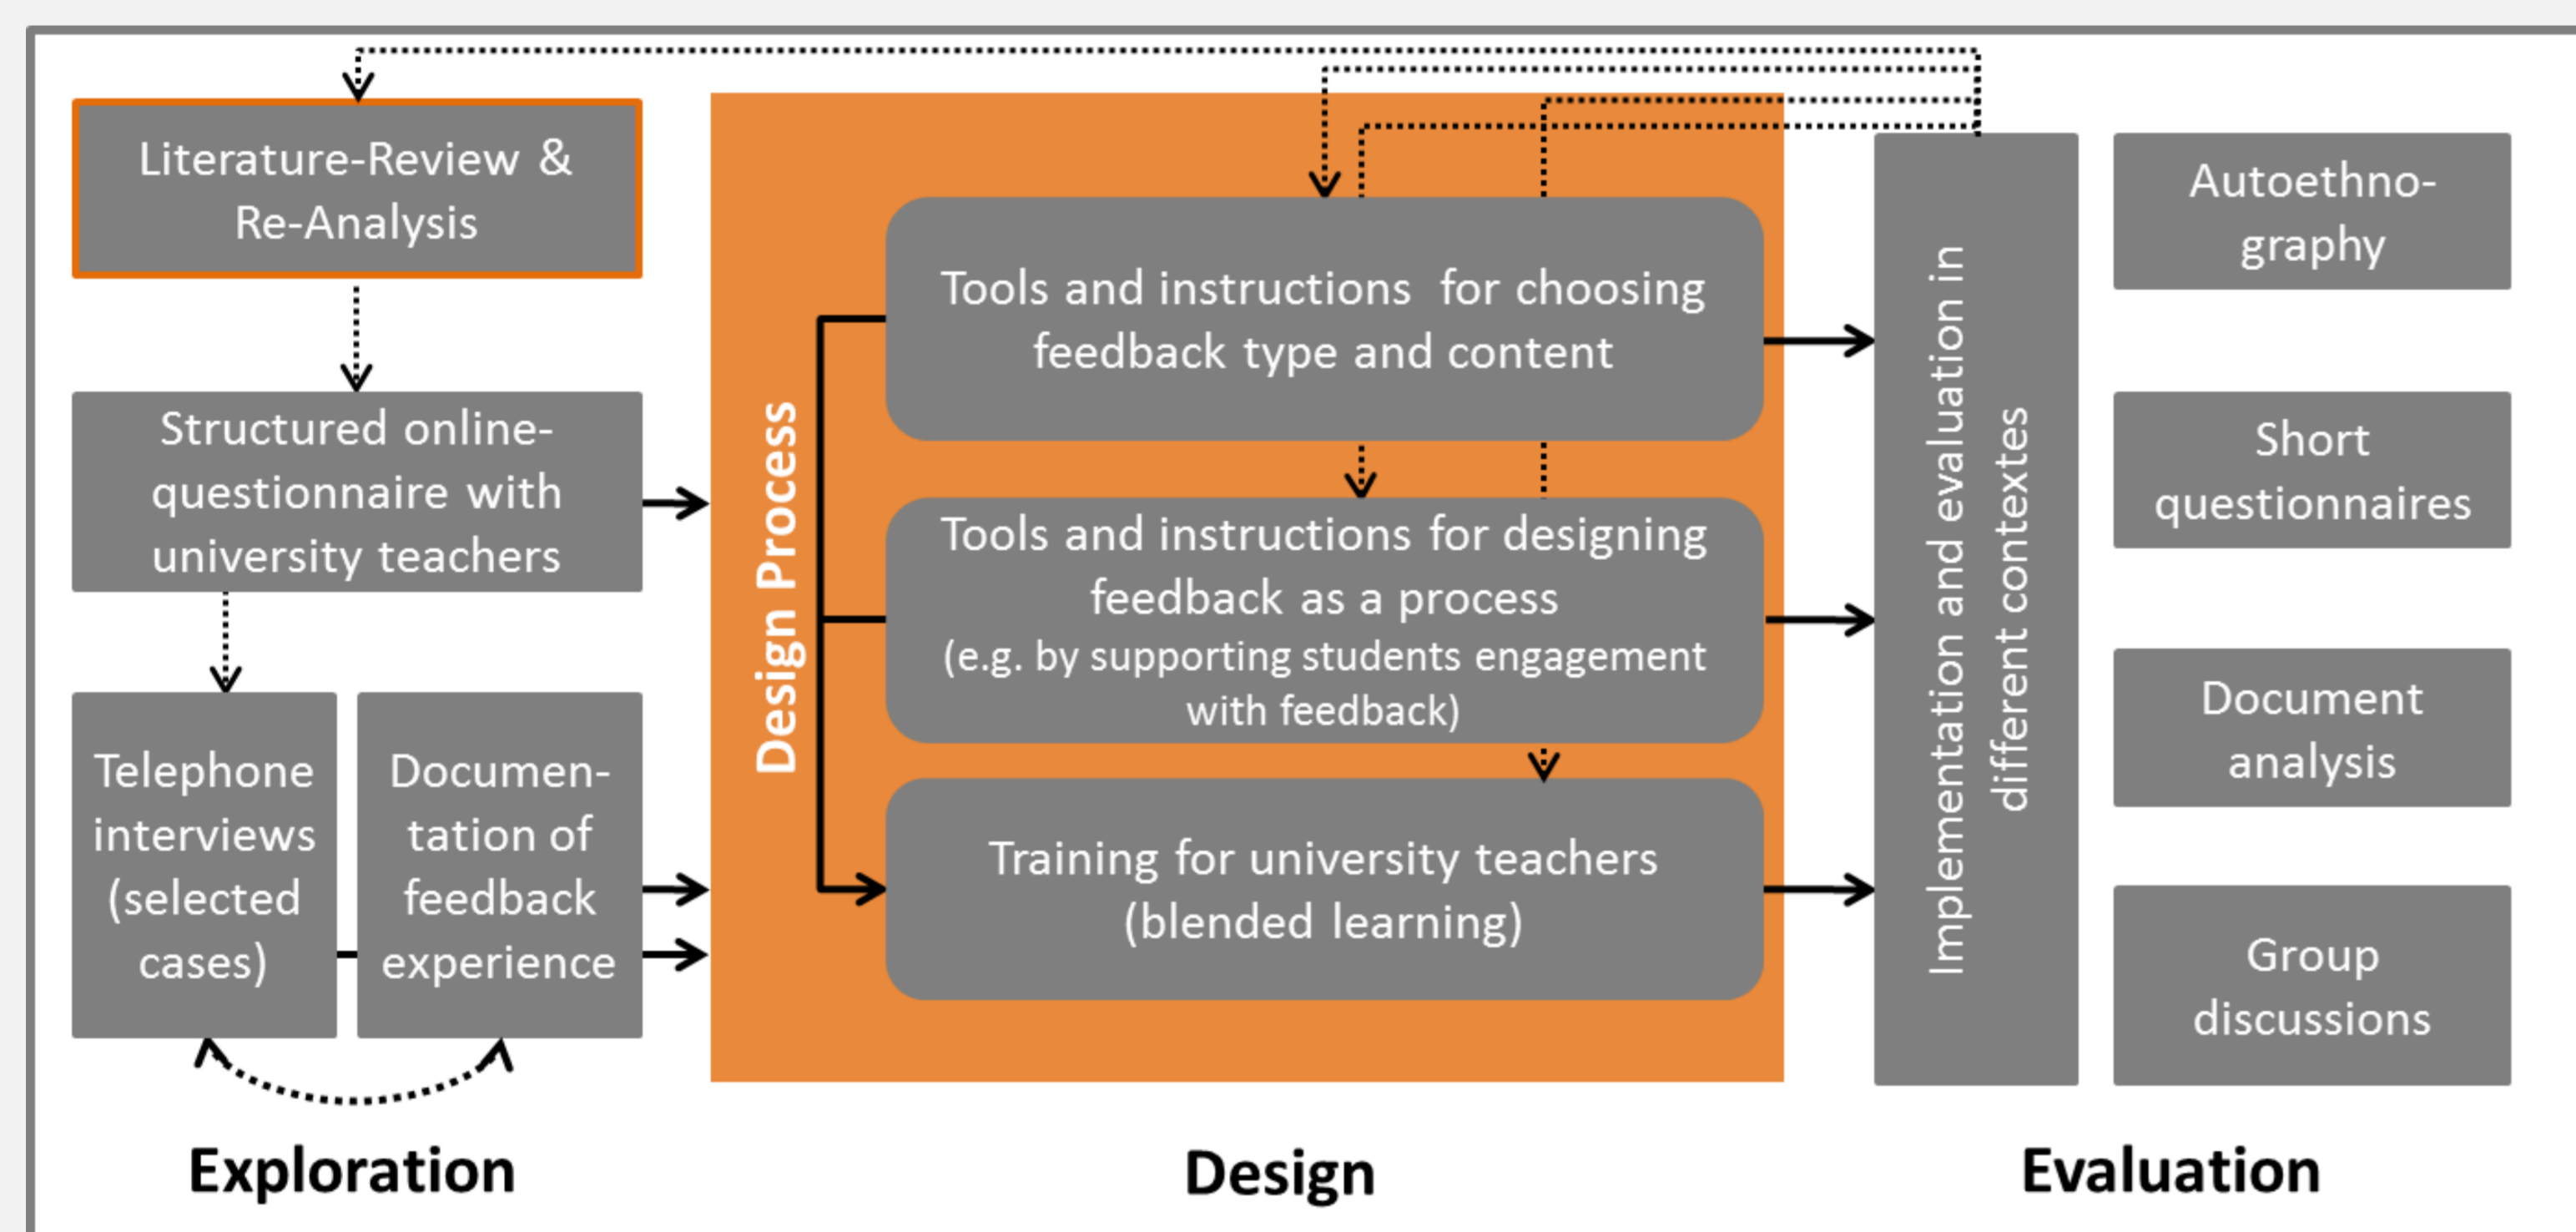 Literature-Review &
Re-Analysis
Structured online-
questionnaire with
university teachers
Telephone
interviews
(selected
cases)
Documen-
tation of
feedback
experience
Design Process
Tools and instructions  for choosing
feedback type and content
Tools and instructions for designing
feedback as a process
(e.g. by supporting students engagement
with feedback)
Training for university teachers
(blended learning)
Implementation and evaluation in
different contextes
Autoethno-
graphy
Short
questionnaires
Document
analysis
Group
discussions
Exploration
Design
Evaluation